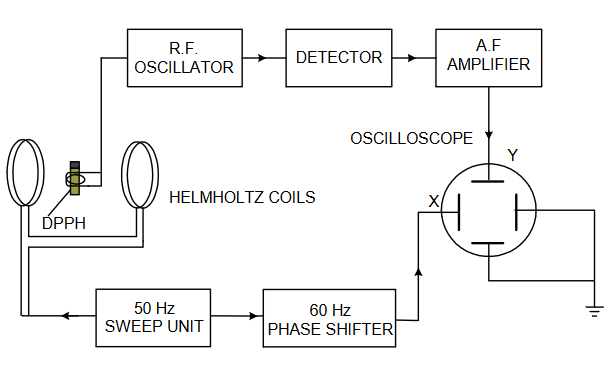 R.F.
OSCILLATOR
DETECTOR
A.F
AMPLIFIER
OSCILLOSCOPE
Y
X
HELMHOLTZ COILS
DPPH
50 Hz
SWEEP UNIT
60 Hz
PHASE SHIFTER